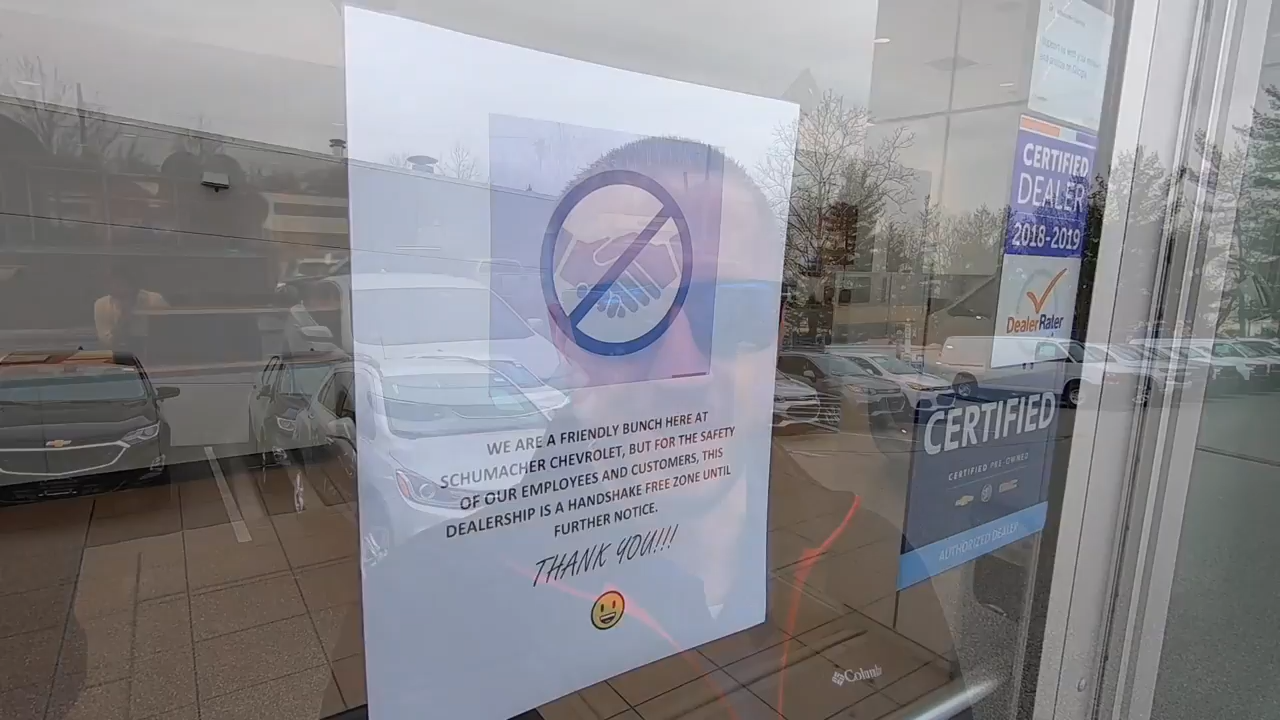 WE ARE A FRIENDLY BUNCH HERE AT
SCHUMACHER CHEVROLET, BUT FOR THE SAFETY
OF OUR EMPLOYEES AND CUSTOMERS, THIS
DEALERSHIP IS A HANDSHAKE FREE ZONE UNTIL
FURTHER NOTICE.
THANK YOU!!!
CERTIFIED
DEALER
2018-2019
DealerRater
CERTIFIED
CERTIFIED PRE-OWNED
AUTHORIZED DEALER